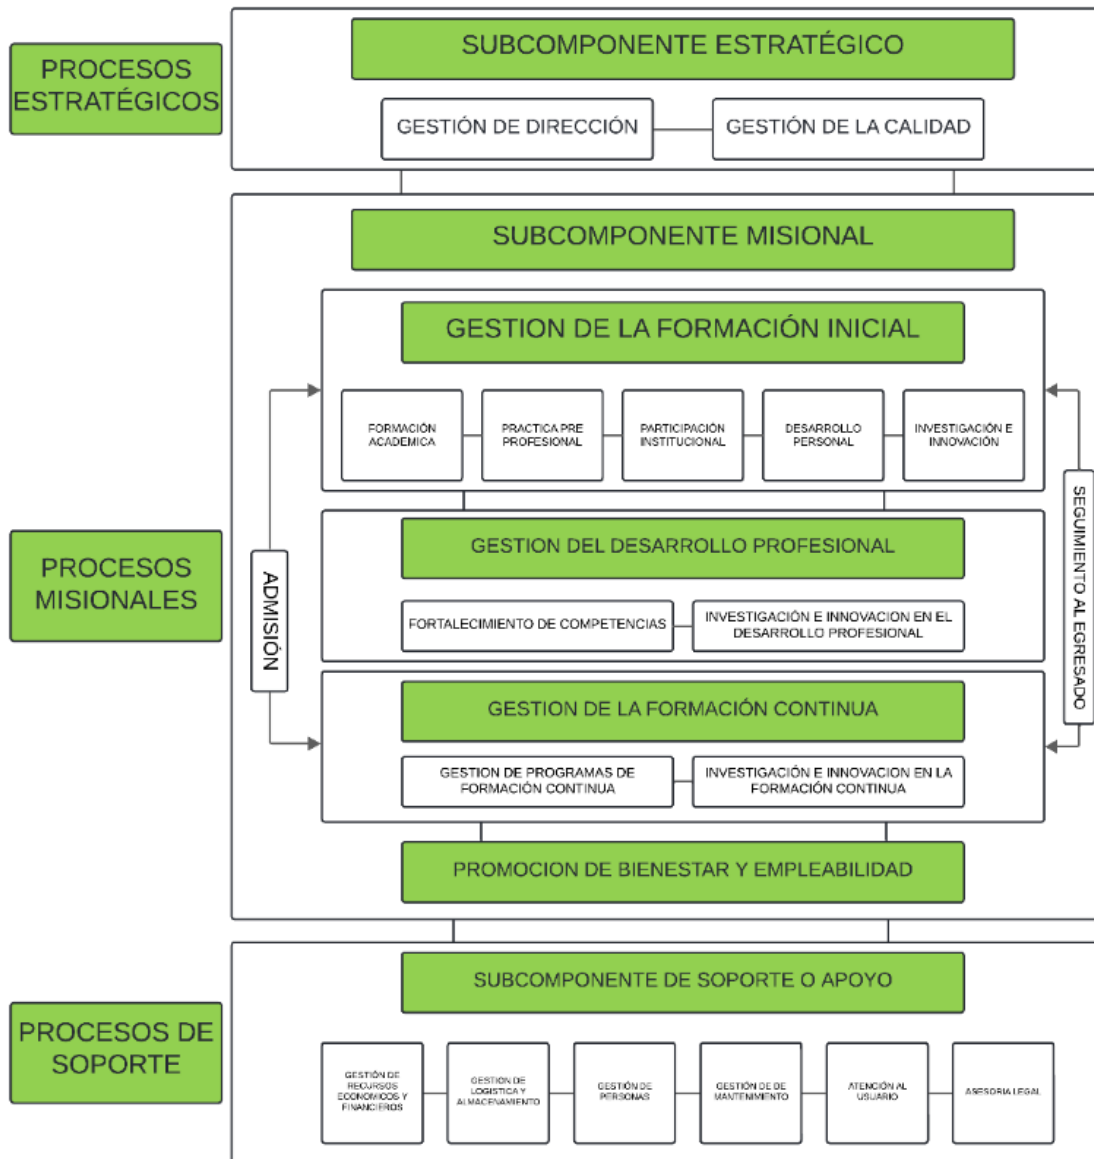 PROCESOS
ESTRATÉGICOS
SUBCOMPONENTE ESTRATÉGICO
GESTIÓN DE DIRECCIÓN
GESTIÓN DE LA CALIDAD
PROCESOS
MISIONALES
SUBCOMPONENTE MISIONAL
GESTION DE LA FORMACIÓN INICIAL
FORMACIÓN
ACADEMICA
PRACTICA PRE
PROFESIONAL
PARTICIPACIÓN
INSTITUCIONAL
DESARROLLO
PERSONAL
INVESTIGACIÓN E
INNOVACIÓN
ADMISIÓN
SEGUIMIENTO AL EGRESADO
GESTION DEL DESARROLLO PROFESIONAL
FORTALECIMIENTO DE COMPETENCIAS
INVESTIGACIÓN E INNOVACION EN EL
DESARROLLO PROFESIONAL
GESTION DE LA FORMACIÓN CONTINUA
GESTION DE PROGRAMAS DE
FORMACIÓN CONTINUA
INVESTIGACIÓN E INNOVACION EN LA
FORMACIÓN CONTINUA
PROMOCION DE BIENESTAR Y EMPLEABILIDAD
PROCESOS DE
SOPORTE
SUBCOMPONENTE DE SOPORTE O APOYO
GESTIÓN DE
RECURSOS
ECONOMICOS Y
FINANCIEROS
GESTION DE
LOGISTICA Y
ALMACENAMIENTO
GESTIÓN DE
PERSONAS
GESTIÓN DE DE
MANTENIMIENTO
ATENCIÓN AL
USUARIO
ASESORIA LEGAL